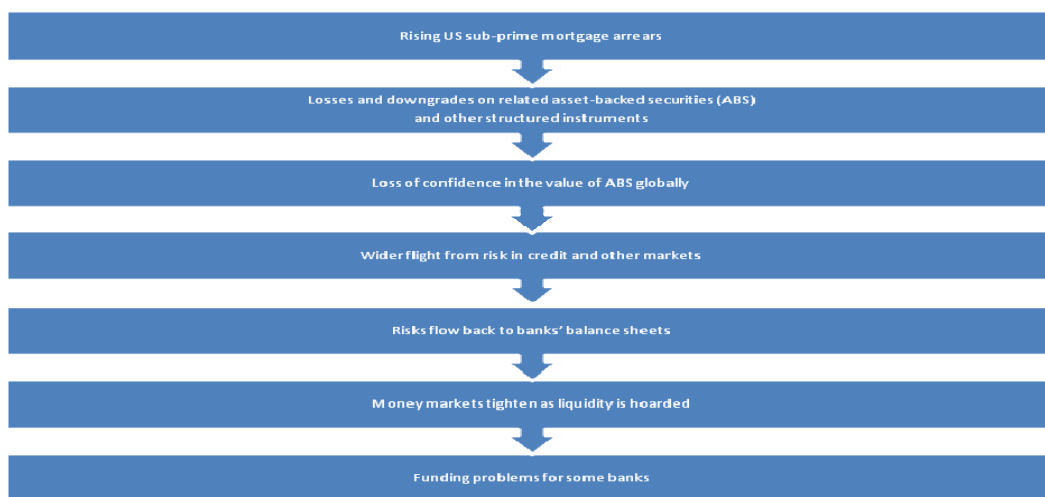 Rising US sub-prime mortgage arrears
Losses and downgrades on related asset-backed securities (ABS)
and other structured instruments
Loss of confidence in the value of ABS globally
Wider flight from risk in credit and other markets
Risks flow back to banks' balance sheets
Money markets tighten as liquidity is hoarded
Funding problems for some banks